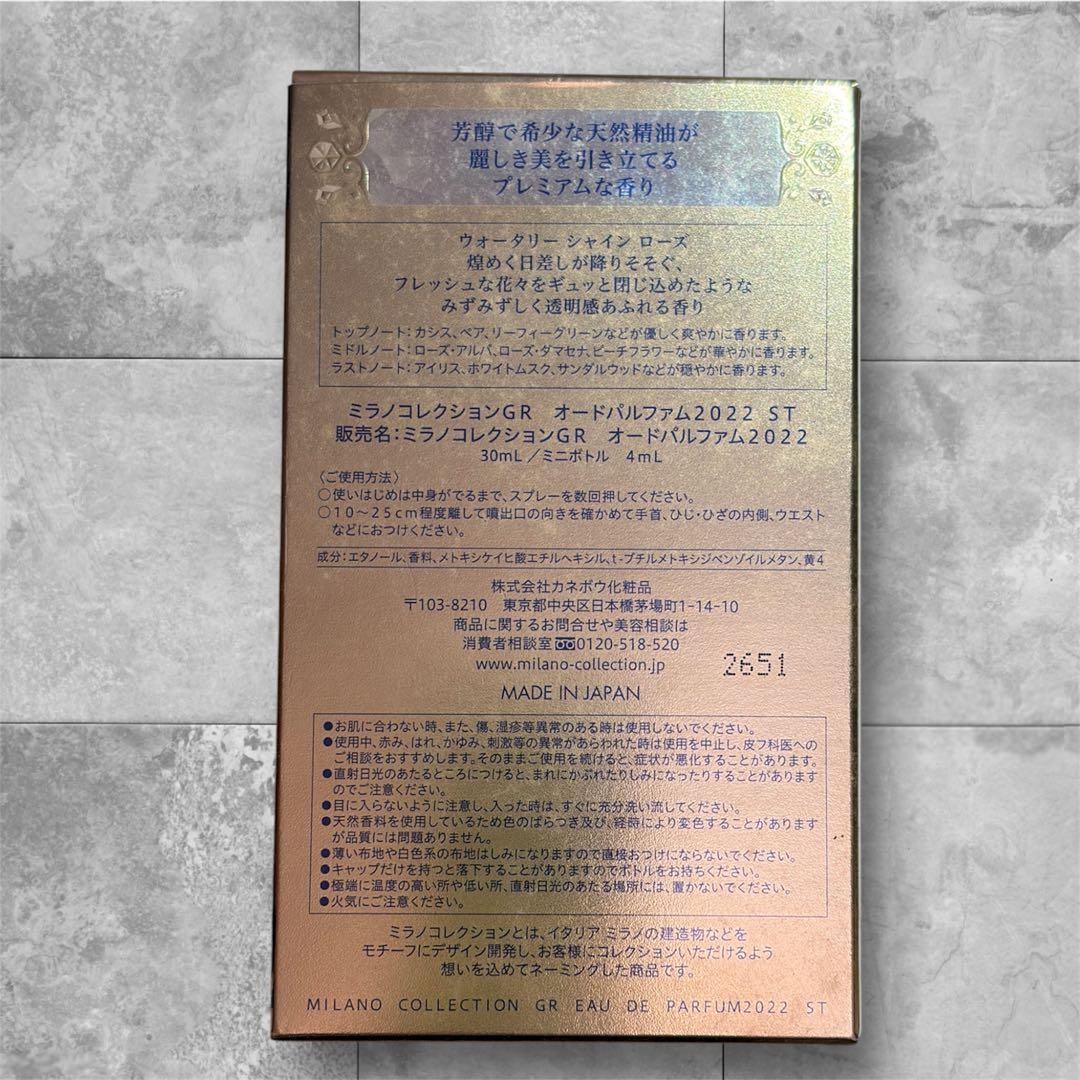 芳醇で希少な天然精油が
麗しき美を引き立てる
プレミアムな香り
ウォータリー シャイン ローズ
煌めく日差しが降りそそぐ、
フレッシュな花々をギュッと閉じ込めたような
みずみずしく透明感あふれる香り
トップノート：カシス、ペア、リーフィーグリーンなどが優しく爽やかに香ります。
ミドルノート：ローズ・アルバ、ローズ・ダマセナ、ピーチフラワーなどが華やかに香ります。
ラストノート：アイリス、ホワイトムスク、サンダルウッドなどが穏やかに香ります。
ミラノコレクションGR　オードパルファム2022 ST
販売名：ミラノコレクションGR　オードパルファム2022
30mL／ミニボトル　4mL
〈ご使用方法〉
○使いはじめは中身がでるまで、スプレーを数回押してください。
○10～25cm程度離して噴出口の向きを確かめて手首、ひじ・ひざの内側、ウエスト
などにおつけください。
成分：エタノール、香料、メトキシケイヒ酸エチルヘキシル、t-ブチルメトキシジベンゾイルメタン、黄4
株式会社カネボウ化粧品
〒103-8210　東京都中央区日本橋茅場町1-14-10
商品に関するお問合せや美容相談は
消費者相談室 0120-518-520
www.milano-collection.jp
2651
MADE IN JAPAN
●お肌に合わない時、また、傷、湿疹等異常のある時は使用しないでください。
●使用中、赤み、はれ、かゆみ、刺激等の異常があらわれた時は使用を中止し、皮フ科医への
ご相談をおすすめします。そのままご使用を続けると、症状が悪化することがあります。
●直射日光のあたるところにつけると、まれにかぶれたりしみになったりすることがあります
のでご注意ください。
●目に入らないように注意し、入った時は、すぐに充分洗い流してください。
●天然香料を使用しているため色のばらつき及び、経時により変色することがあります
が品質には問題ありません。
●薄い布地や白色系の布地はしみになりますので直接おつけにならないでください。
●キャップだけを持つと落下することがありますのでボトルをお持ちください。
●極端に温度の高い所や低い所、直射日光のあたる場所には、置かないでください。
●火気にご注意ください。
ミラノコレクションとは、イタリア ミラノの建造物などを
モチーフにデザイン開発し、お客様にコレクションいただけるよう
想いを込めてネーミングした商品です。
MILANO COLLECTION GR EAU DE PARFUM2022 ST